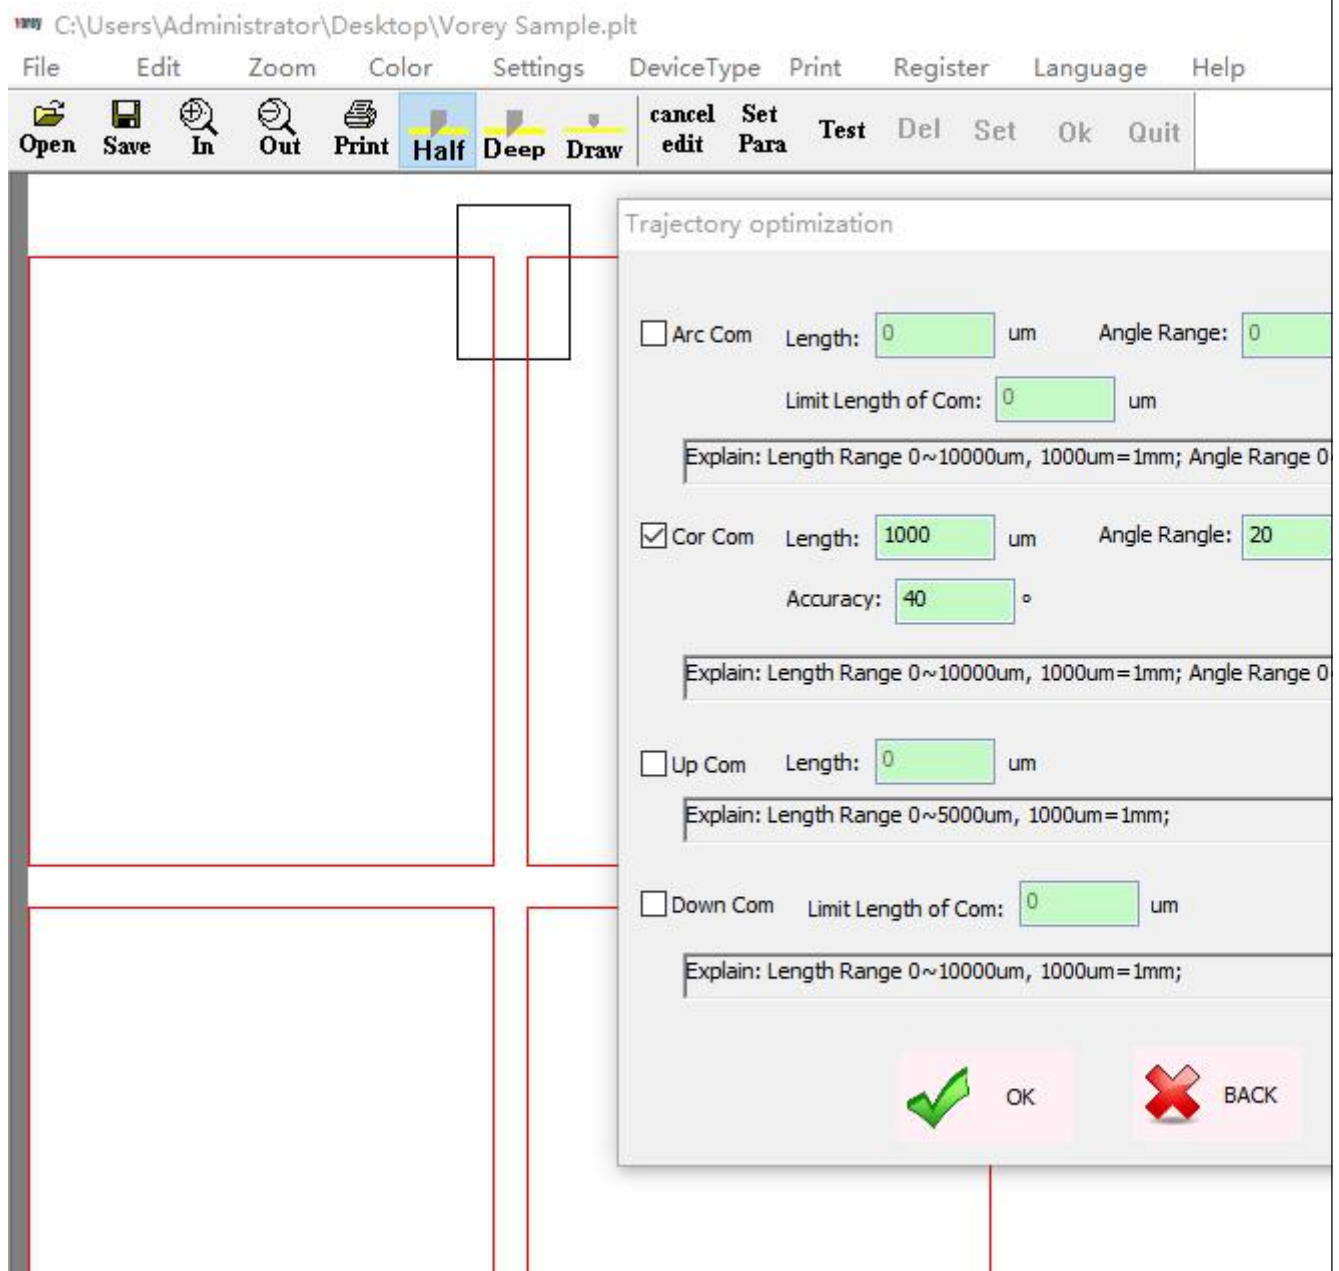 C:\Users\Administrator\Desktop\Vorey Sample.plt
File Edit Zoom Color Settings DeviceType Print Register Language Help
Open Save In Out Print Half Deep Draw cancel edit Set Para Test Del Set Ok Quit
Trajectory optimization
Arc Com Length: 0 um Angle Range: 0
Limit Length of Com: 0 um
Explain: Length Range 0~10000um, 1000um=1mm; Angle Range 0
Cor Com Length: 1000 um Angle Rangle: 20
Accuracy: 40 °
Explain: Length Range 0~10000um, 1000um=1mm; Angle Range 0
Up Com Length: 0 um
Explain: Length Range 0~5000um, 1000um=1mm;
Down Com Limit Length of Com: 0 um
Explain: Length Range 0~10000um, 1000um=1mm;
OK BACK